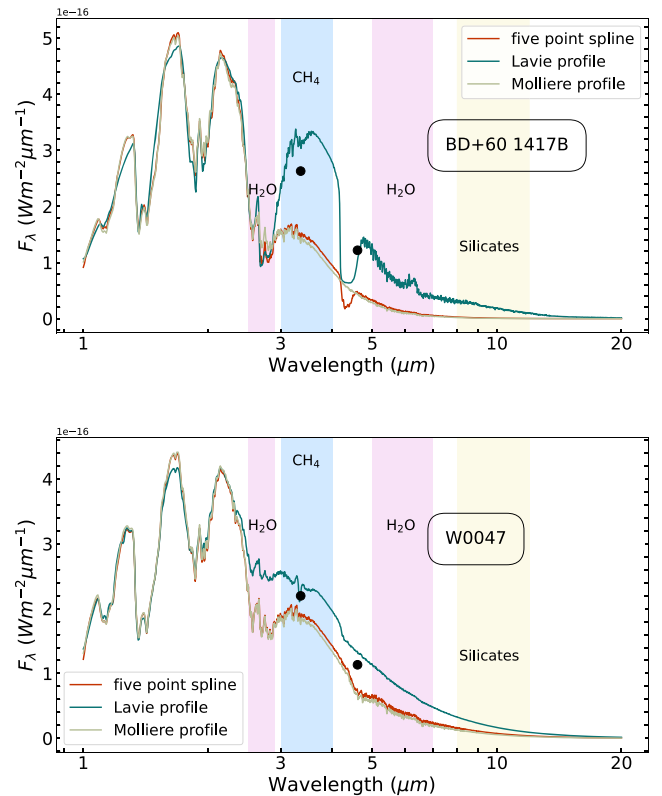 1e−16
five point spline
Lavie profile
Molliere profile
CH₄
BD+60 1417B
H₂O
H₂O
Silicates
5
4
3
2
1
0
F_λ (Wm⁻²μm⁻¹)
1 3 5 10 20
Wavelength (μm)
1e−16
CH₄
H₂O
H₂O
W0047
Silicates
4
3
2
1
0
F_λ (Wm⁻²μm⁻¹)
five point spline
Lavie profile
Molliere profile
1 3 5 10 20
Wavelength (μm)